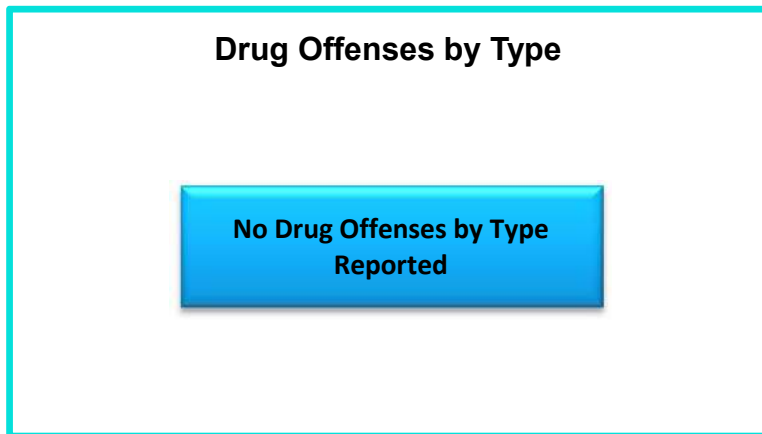 Drug Offenses by Type
No Drug Offenses by Type
Reported